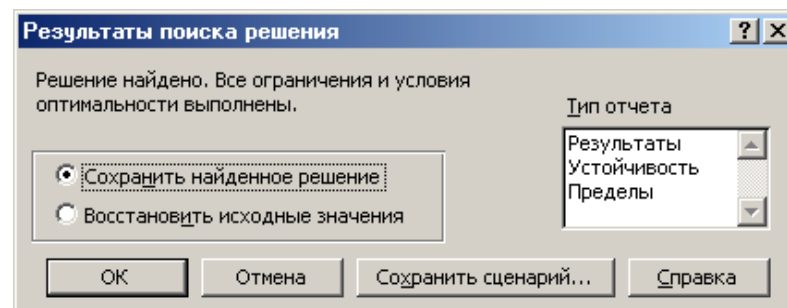 Результаты поиска решения
Решение найдено. Все ограничения и условия
оптимальности выполнены.
Тип отчета
Результаты
Устойчивость
Пределы
Сохранить найденное решение
Восстановить исходные значения
ОК Отмена Сохранить сценарий... Справка